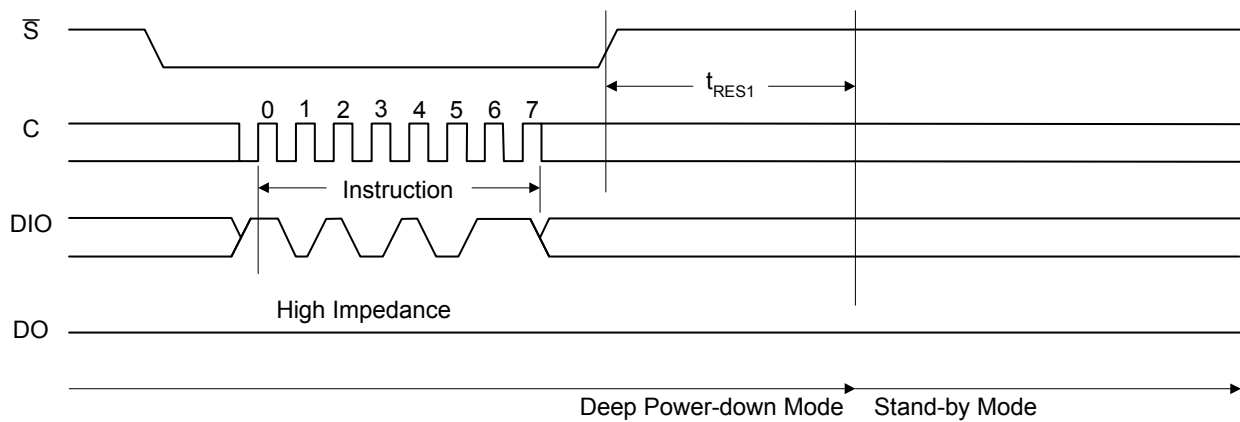 S̅
t_RES1
0 1 2 3 4 5 6 7
C
Instruction
DIO
High Impedance
DO
Deep Power-down Mode Stand-by Mode